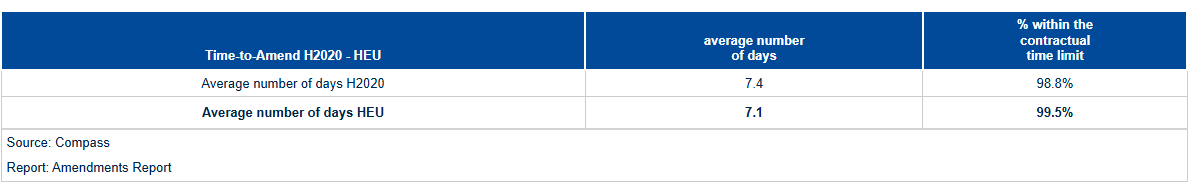 Time-to-Amend H2020 - HEU
average number
of days
% within the
contractual
time limit
Average number of days H2020 7.4 98.8%
Average number of days HEU 7.1 99.5%
Source: Compass
Report: Amendments Report